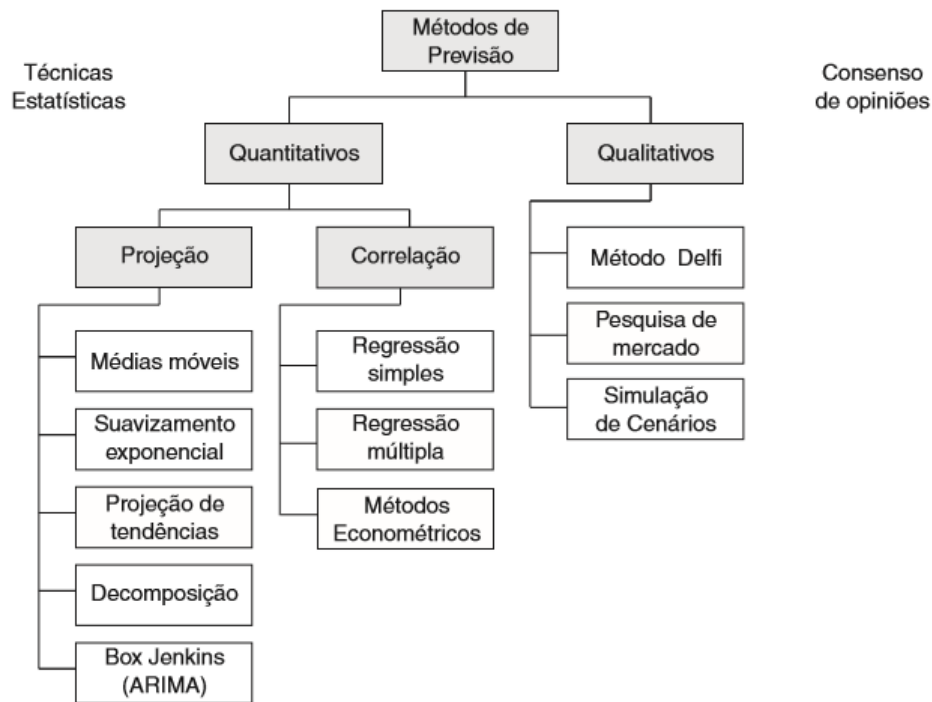 Métodos de
Previsão
Técnicas
Estatísticas
Consenso
de opiniões
Quantitativos
Qualitativos
Projeção
Correlação
Método Delfi
Médias móveis
Regressão
simples
Pesquisa de
mercado
Suavizamento
exponencial
Regressão
múltipla
Simulação
de Cenários
Projeção de
tendências
Métodos
Econométricos
Decomposição
Box Jenkins
(ARIMA)